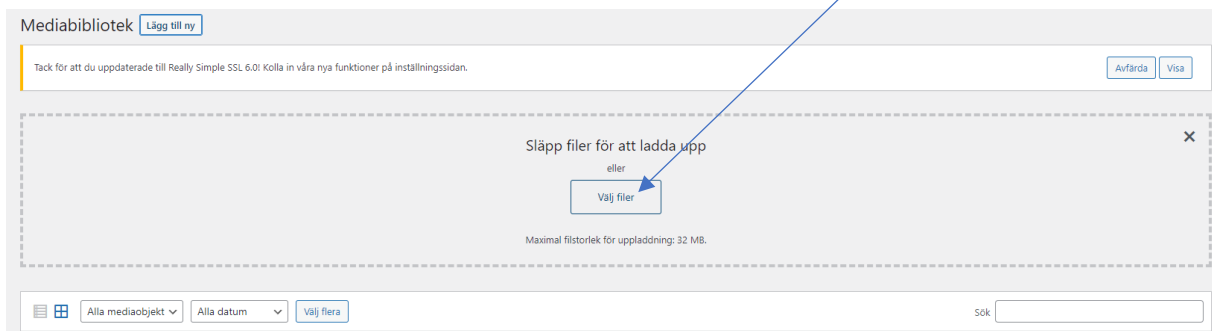 Mediabibliotek Lägg till ny
Tack för att du uppdaterade till Really Simple SSL 6.0! Kolla in våra nya funktioner på inställningssidan. Avfärda Visa
Släpp filer för att ladda upp
eller
Välj filer
Maximal filstorlek för uppladdning: 32 MB.
Alla mediaobjekt Alla datum Välj flera Sök